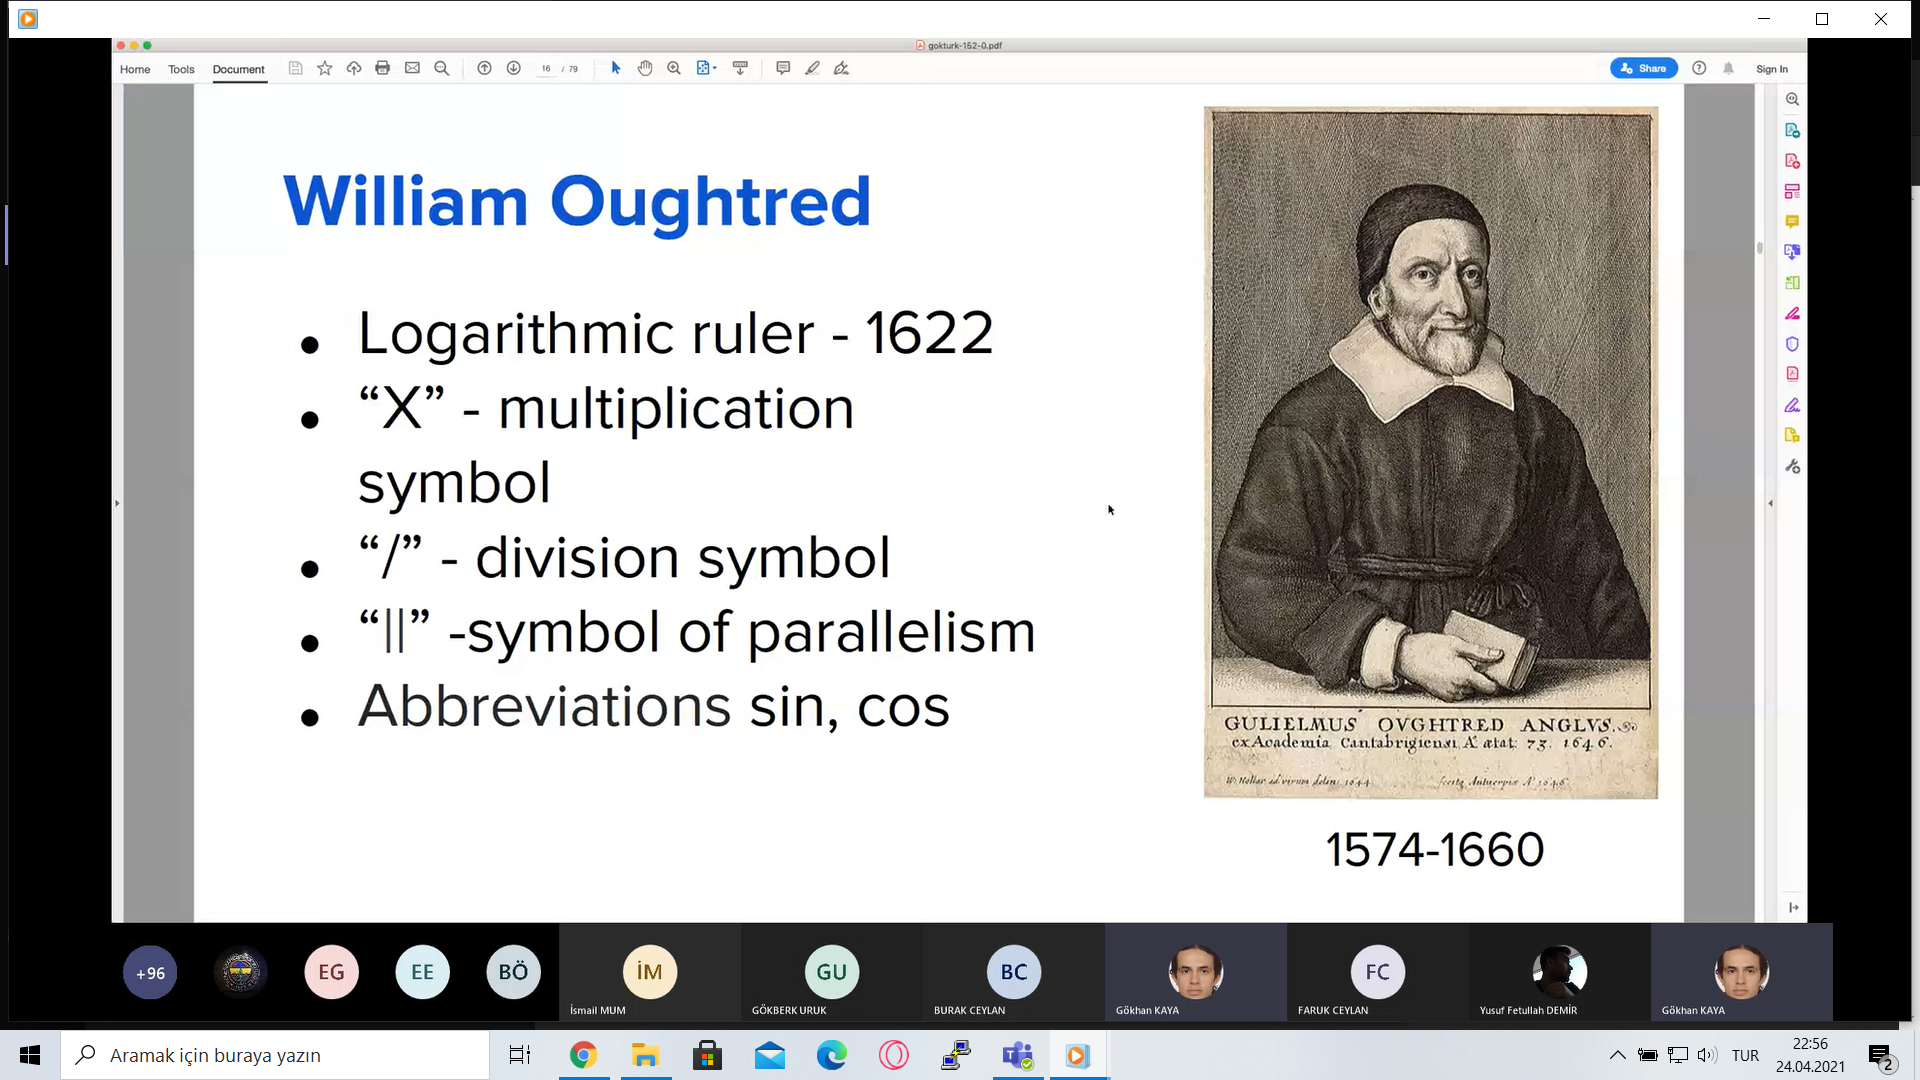 gokturk-152-0.pdf
Home Tools Document 16 / 79 Share Sign In
William Oughtred
• Logarithmic ruler - 1622
• “X” - multiplication
symbol
• “/” - division symbol
• “||” -symbol of parallelism
• Abbreviations sin, cos
GULIELMUS OVGHTRED ANGLVS.
ex Academia Cantabrigiensi Aº ætat: 73. 1646.
W. Hollar ad vivum delin: 1644 fecitq Antverpiæ Aº 1646
1574-1660
+96 EG EE BÖ İM GU BC FC
İsmail MUM GÖKBERK URUK BURAK CEYLAN Gökhan KAYA FARUK CEYLAN Yusuf Fetullah DEMİR Gökhan KAYA
Aramak için buraya yazın TUR 22:56
24.04.2021 2